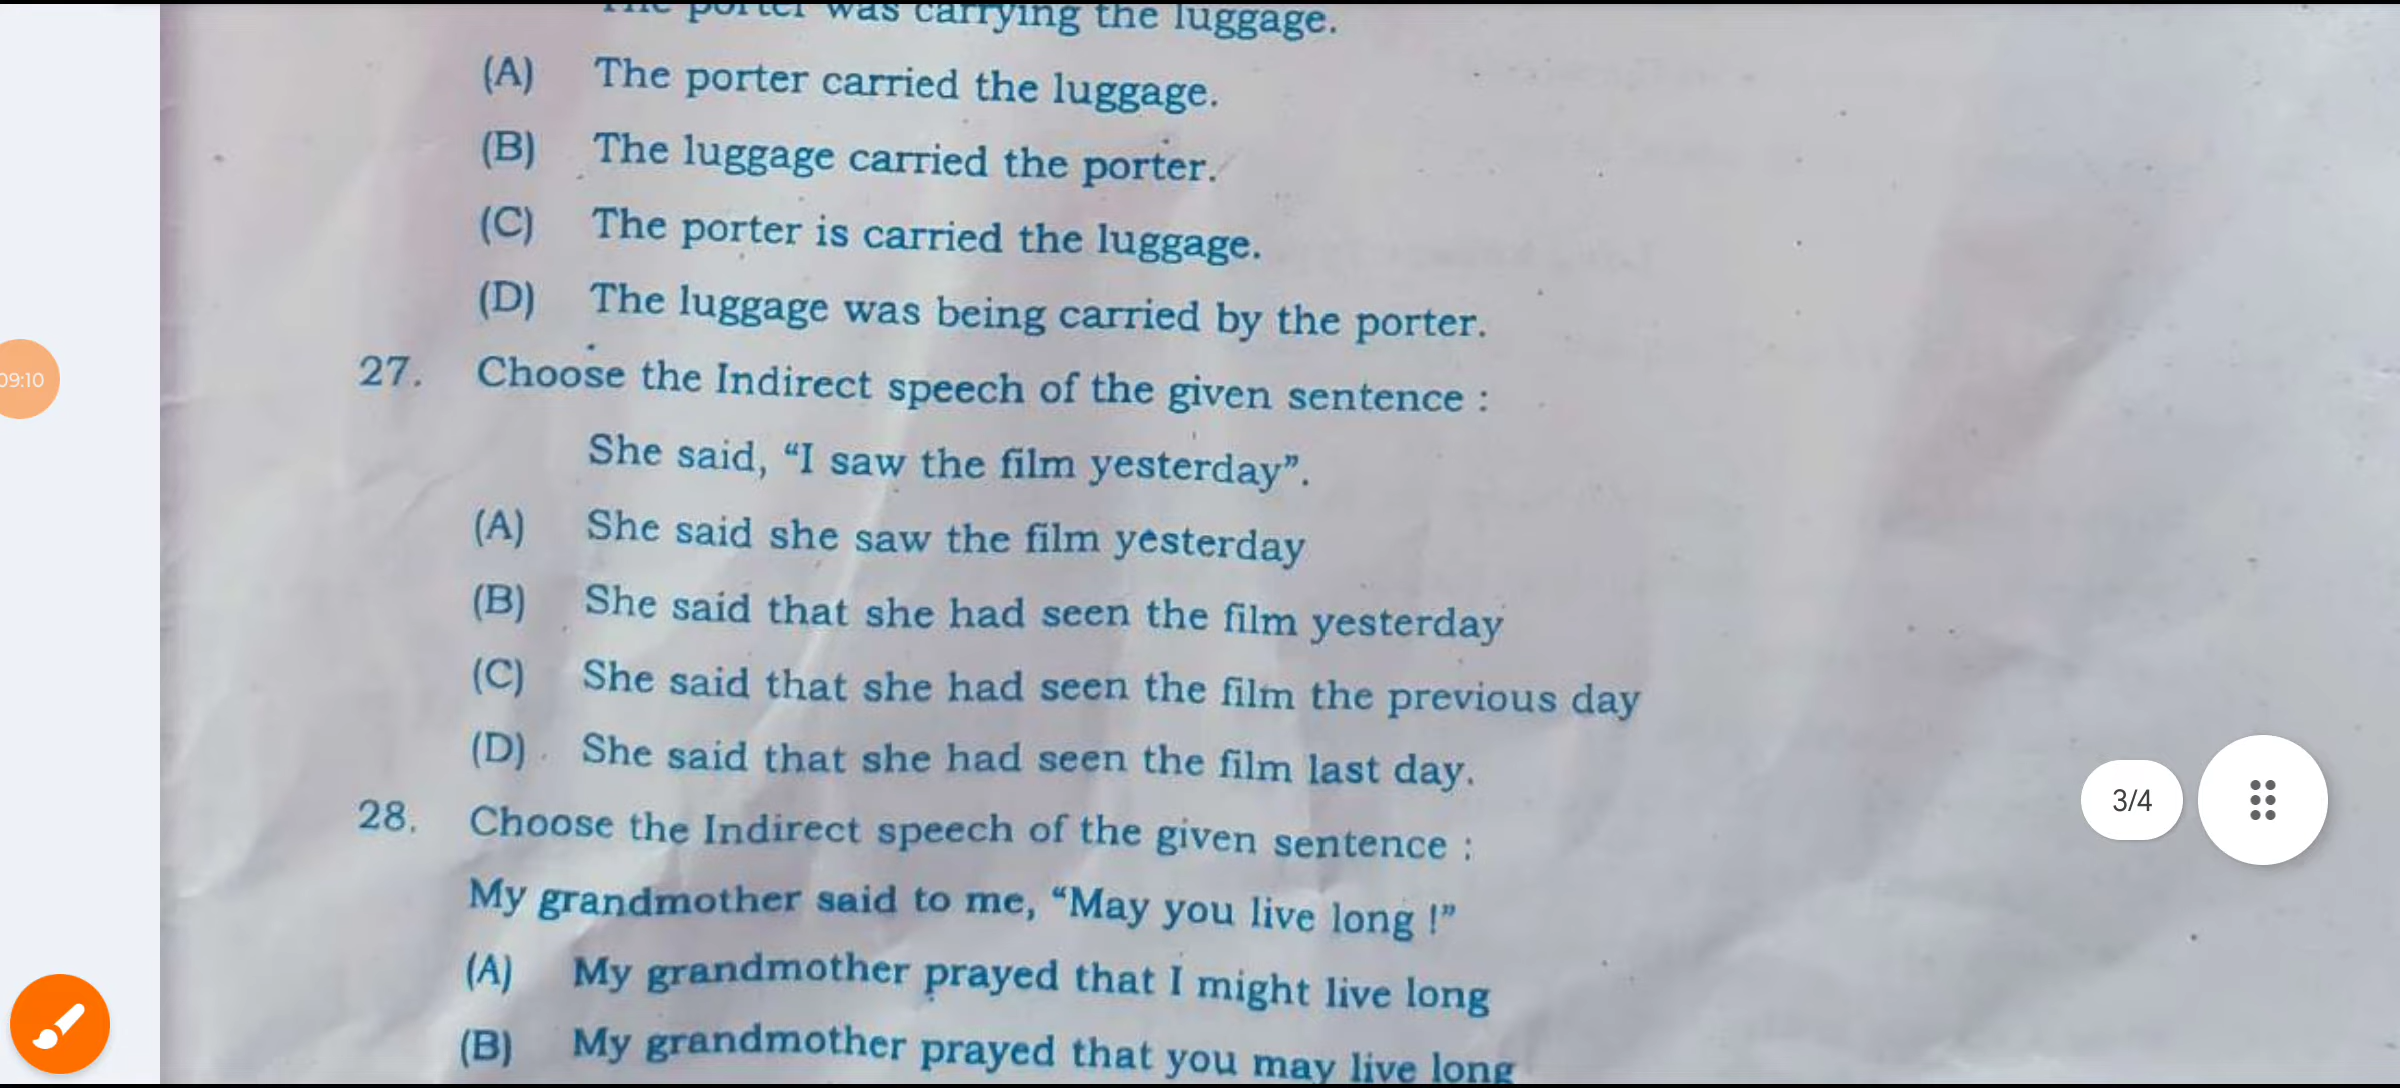 The porter was carrying the luggage.
(A) The porter carried the luggage.
(B) The luggage carried the porter.
(C) The porter is carried the luggage.
(D) The luggage was being carried by the porter.
27. Choose the Indirect speech of the given sentence :
09:10
She said, “I saw the film yesterday”.
(A) She said she saw the film yesterday
(B) She said that she had seen the film yesterday
(C) She said that she had seen the film the previous day
(D) She said that she had seen the film last day.
3/4
28. Choose the Indirect speech of the given sentence :
My grandmother said to me, “May you live long !”
(A) My grandmother prayed that I might live long
(B) My grandmother prayed that you may live long